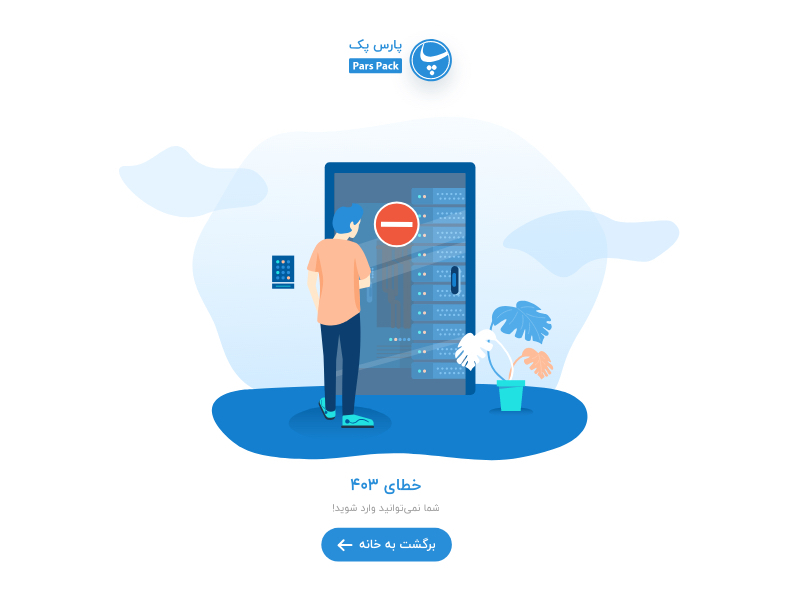 پارس پک
Pars Pack
خطای ۴۰۳
شما نمی‌توانید وارد شوید!
برگشت به خانه